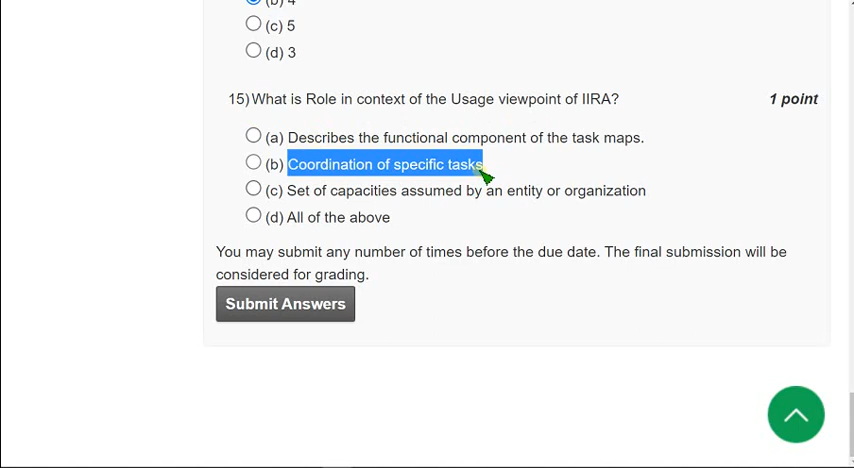 (b) 4
(c) 5
(d) 3
15) What is Role in context of the Usage viewpoint of IIRA? 1 point
(a) Describes the functional component of the task maps.
(b) Coordination of specific tasks
(c) Set of capacities assumed by an entity or organization
(d) All of the above
You may submit any number of times before the due date. The final submission will be
considered for grading.
Submit Answers